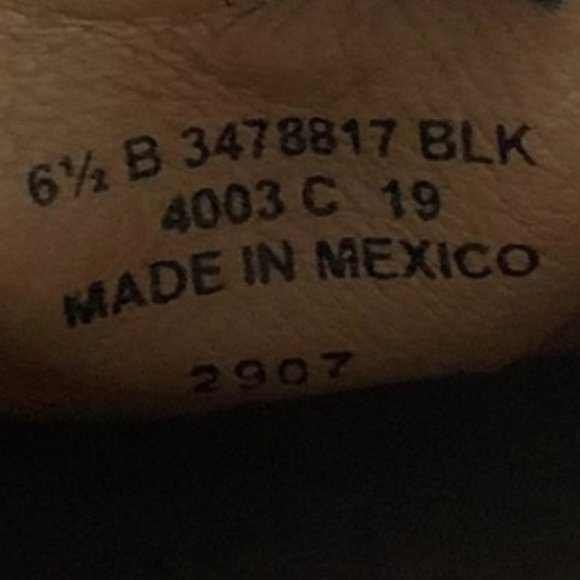 6½ B 3478817 BLK
4003 C 19
MADE IN MEXICO
2907